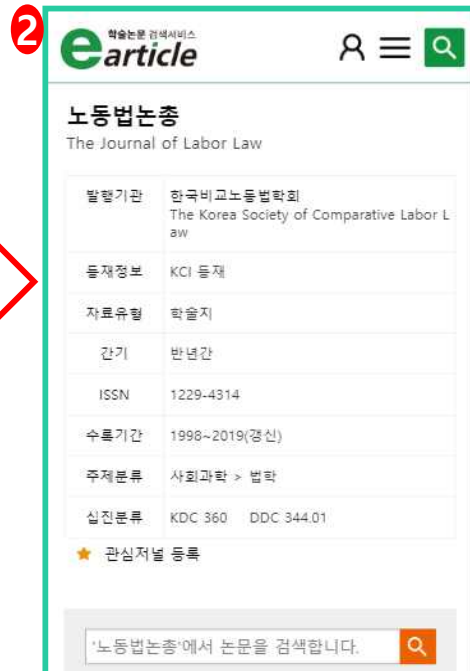 2
학술논문 검색서비스
earticle
노동법논총
The Journal of Labor Law
발행기관 한국비교노동법학회
The Korea Society of Comparative Labor L
aw
등재정보 KCI 등재
자료유형 학술지
간기 반년간
ISSN 1229-4314
수록기간 1998~2019(갱신)
주제분류 사회과학 > 법학
십진분류 KDC 360 DDC 344.01
관심저널 등록
'노동법논총'에서 논문을 검색합니다.